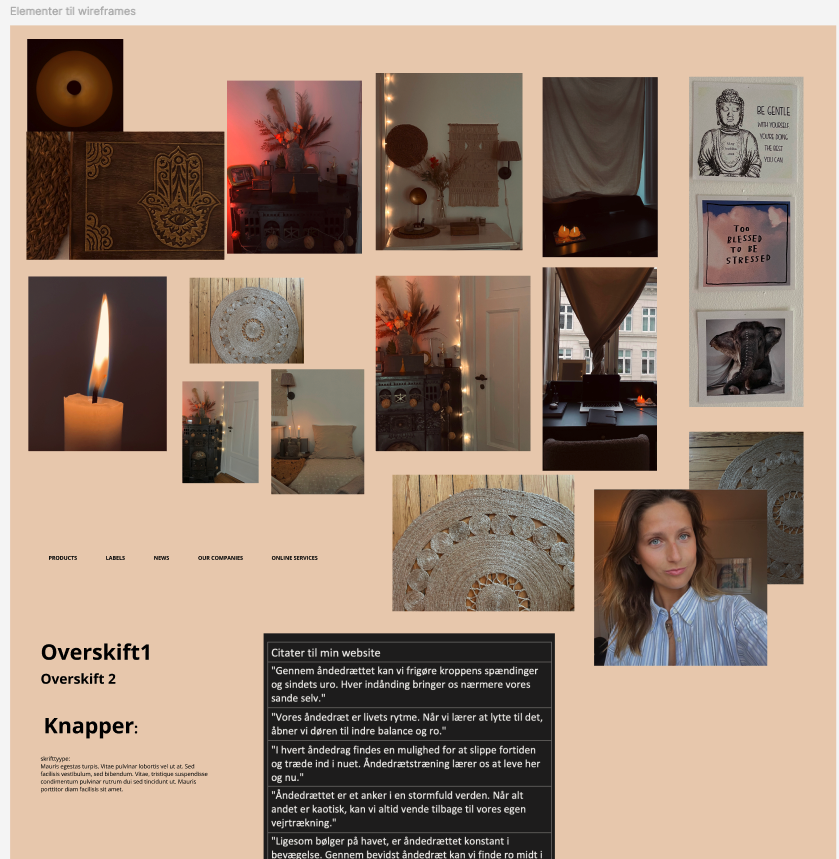 Elementer til wireframes
BE GENTLE
WITH YOURSELF
YOU'RE DOING
THE BEST
YOU CAN
TOO
BLESSED
TO BE
STRESSED
PRODUCTS LABELS NEWS OUR COMPANIES ONLINE SERVICES
Overskift1
Overskift 2
Knapper:
skrifttyype:
Mauris egestas turpis. Vitae pulvinar lobortis vel ut at. Sed
facilisis vestibulum, sed bibendum. Vitae, tristique suspendisse
condimentum pulvinar rutrum dui sed tincidunt ut. Mauris
porttitor diam facilisis sit amet.
Citater til min website
"Gennem åndedrættet kan vi frigøre kroppens spændinger
og sindets uro. Hver indånding bringer os nærmere vores
sande selv."
"Vores åndedræt er livets rytme. Når vi lærer at lytte til det,
åbner vi døren til indre balance og ro."
"I hvert åndedrag findes en mulighed for at slippe fortiden
og træde ind i nuet. Åndedrætstræning lærer os at leve her
og nu."
"Åndedrættet er et anker i en stormfuld verden. Når alt
andet er kaotisk, kan vi altid vende tilbage til vores egen
vejrtrækning."
"Ligesom bølger på havet, er åndedrættet konstant i
bevægelse. Gennem bevidst åndedræt kan vi finde ro midt i